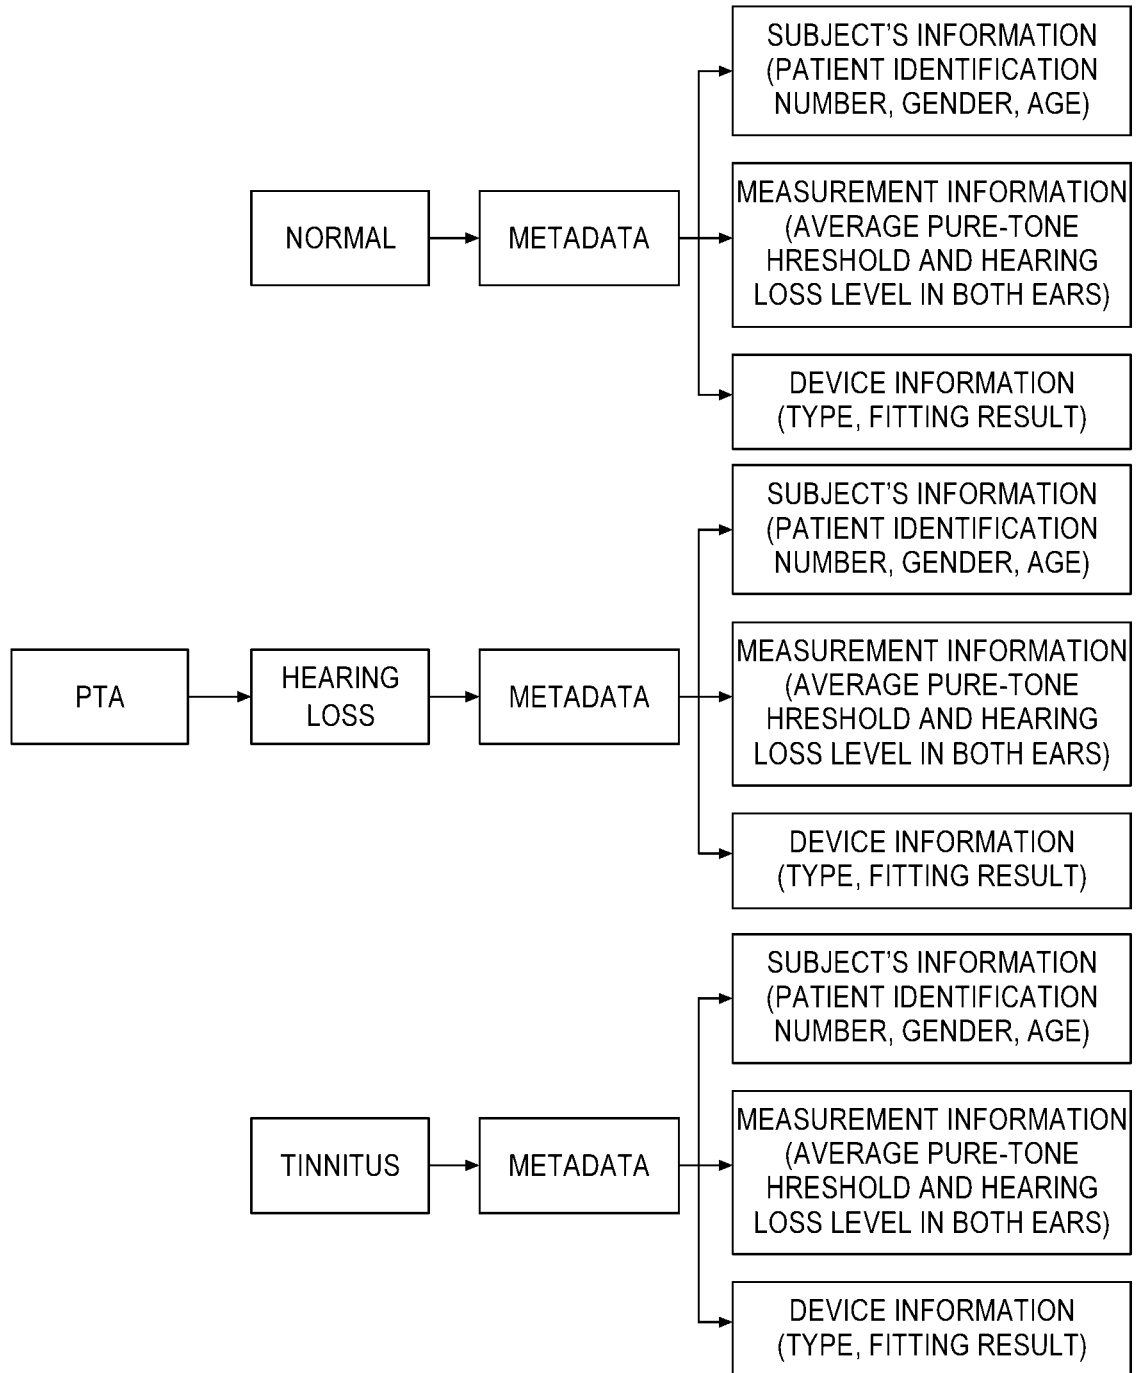 SUBJECT'S INFORMATION
(PATIENT IDENTIFICATION
NUMBER, GENDER, AGE)
NORMAL
METADATA
MEASUREMENT INFORMATION
(AVERAGE PURE-TONE
HRESHOLD AND HEARING
LOSS LEVEL IN BOTH EARS)
DEVICE INFORMATION
(TYPE, FITTING RESULT)
SUBJECT'S INFORMATION
(PATIENT IDENTIFICATION
NUMBER, GENDER, AGE)
PTA
HEARING
LOSS
METADATA
MEASUREMENT INFORMATION
(AVERAGE PURE-TONE
HRESHOLD AND HEARING
LOSS LEVEL IN BOTH EARS)
DEVICE INFORMATION
(TYPE, FITTING RESULT)
SUBJECT'S INFORMATION
(PATIENT IDENTIFICATION
NUMBER, GENDER, AGE)
TINNITUS
METADATA
MEASUREMENT INFORMATION
(AVERAGE PURE-TONE
HRESHOLD AND HEARING
LOSS LEVEL IN BOTH EARS)
DEVICE INFORMATION
(TYPE, FITTING RESULT)